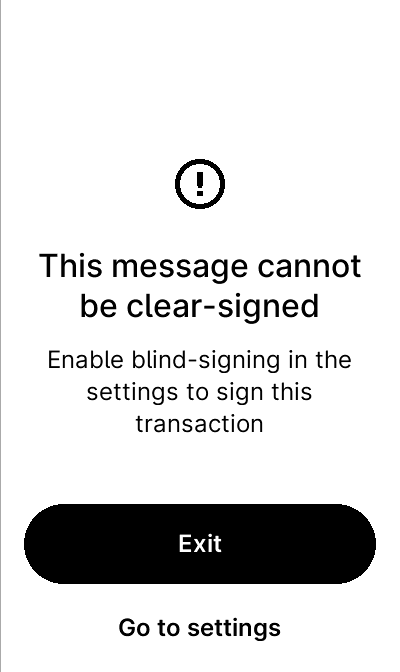 This message cannot
be clear-signed
Enable blind-signing in the
settings to sign this
transaction
Exit
Go to settings